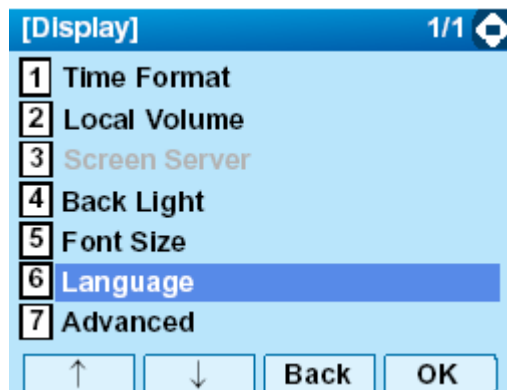 [Display] 1/1
1 Time Format
2 Local Volume
3 Screen Server
4 Back Light
5 Font Size
6 Language
7 Advanced
↑ ↓ Back OK